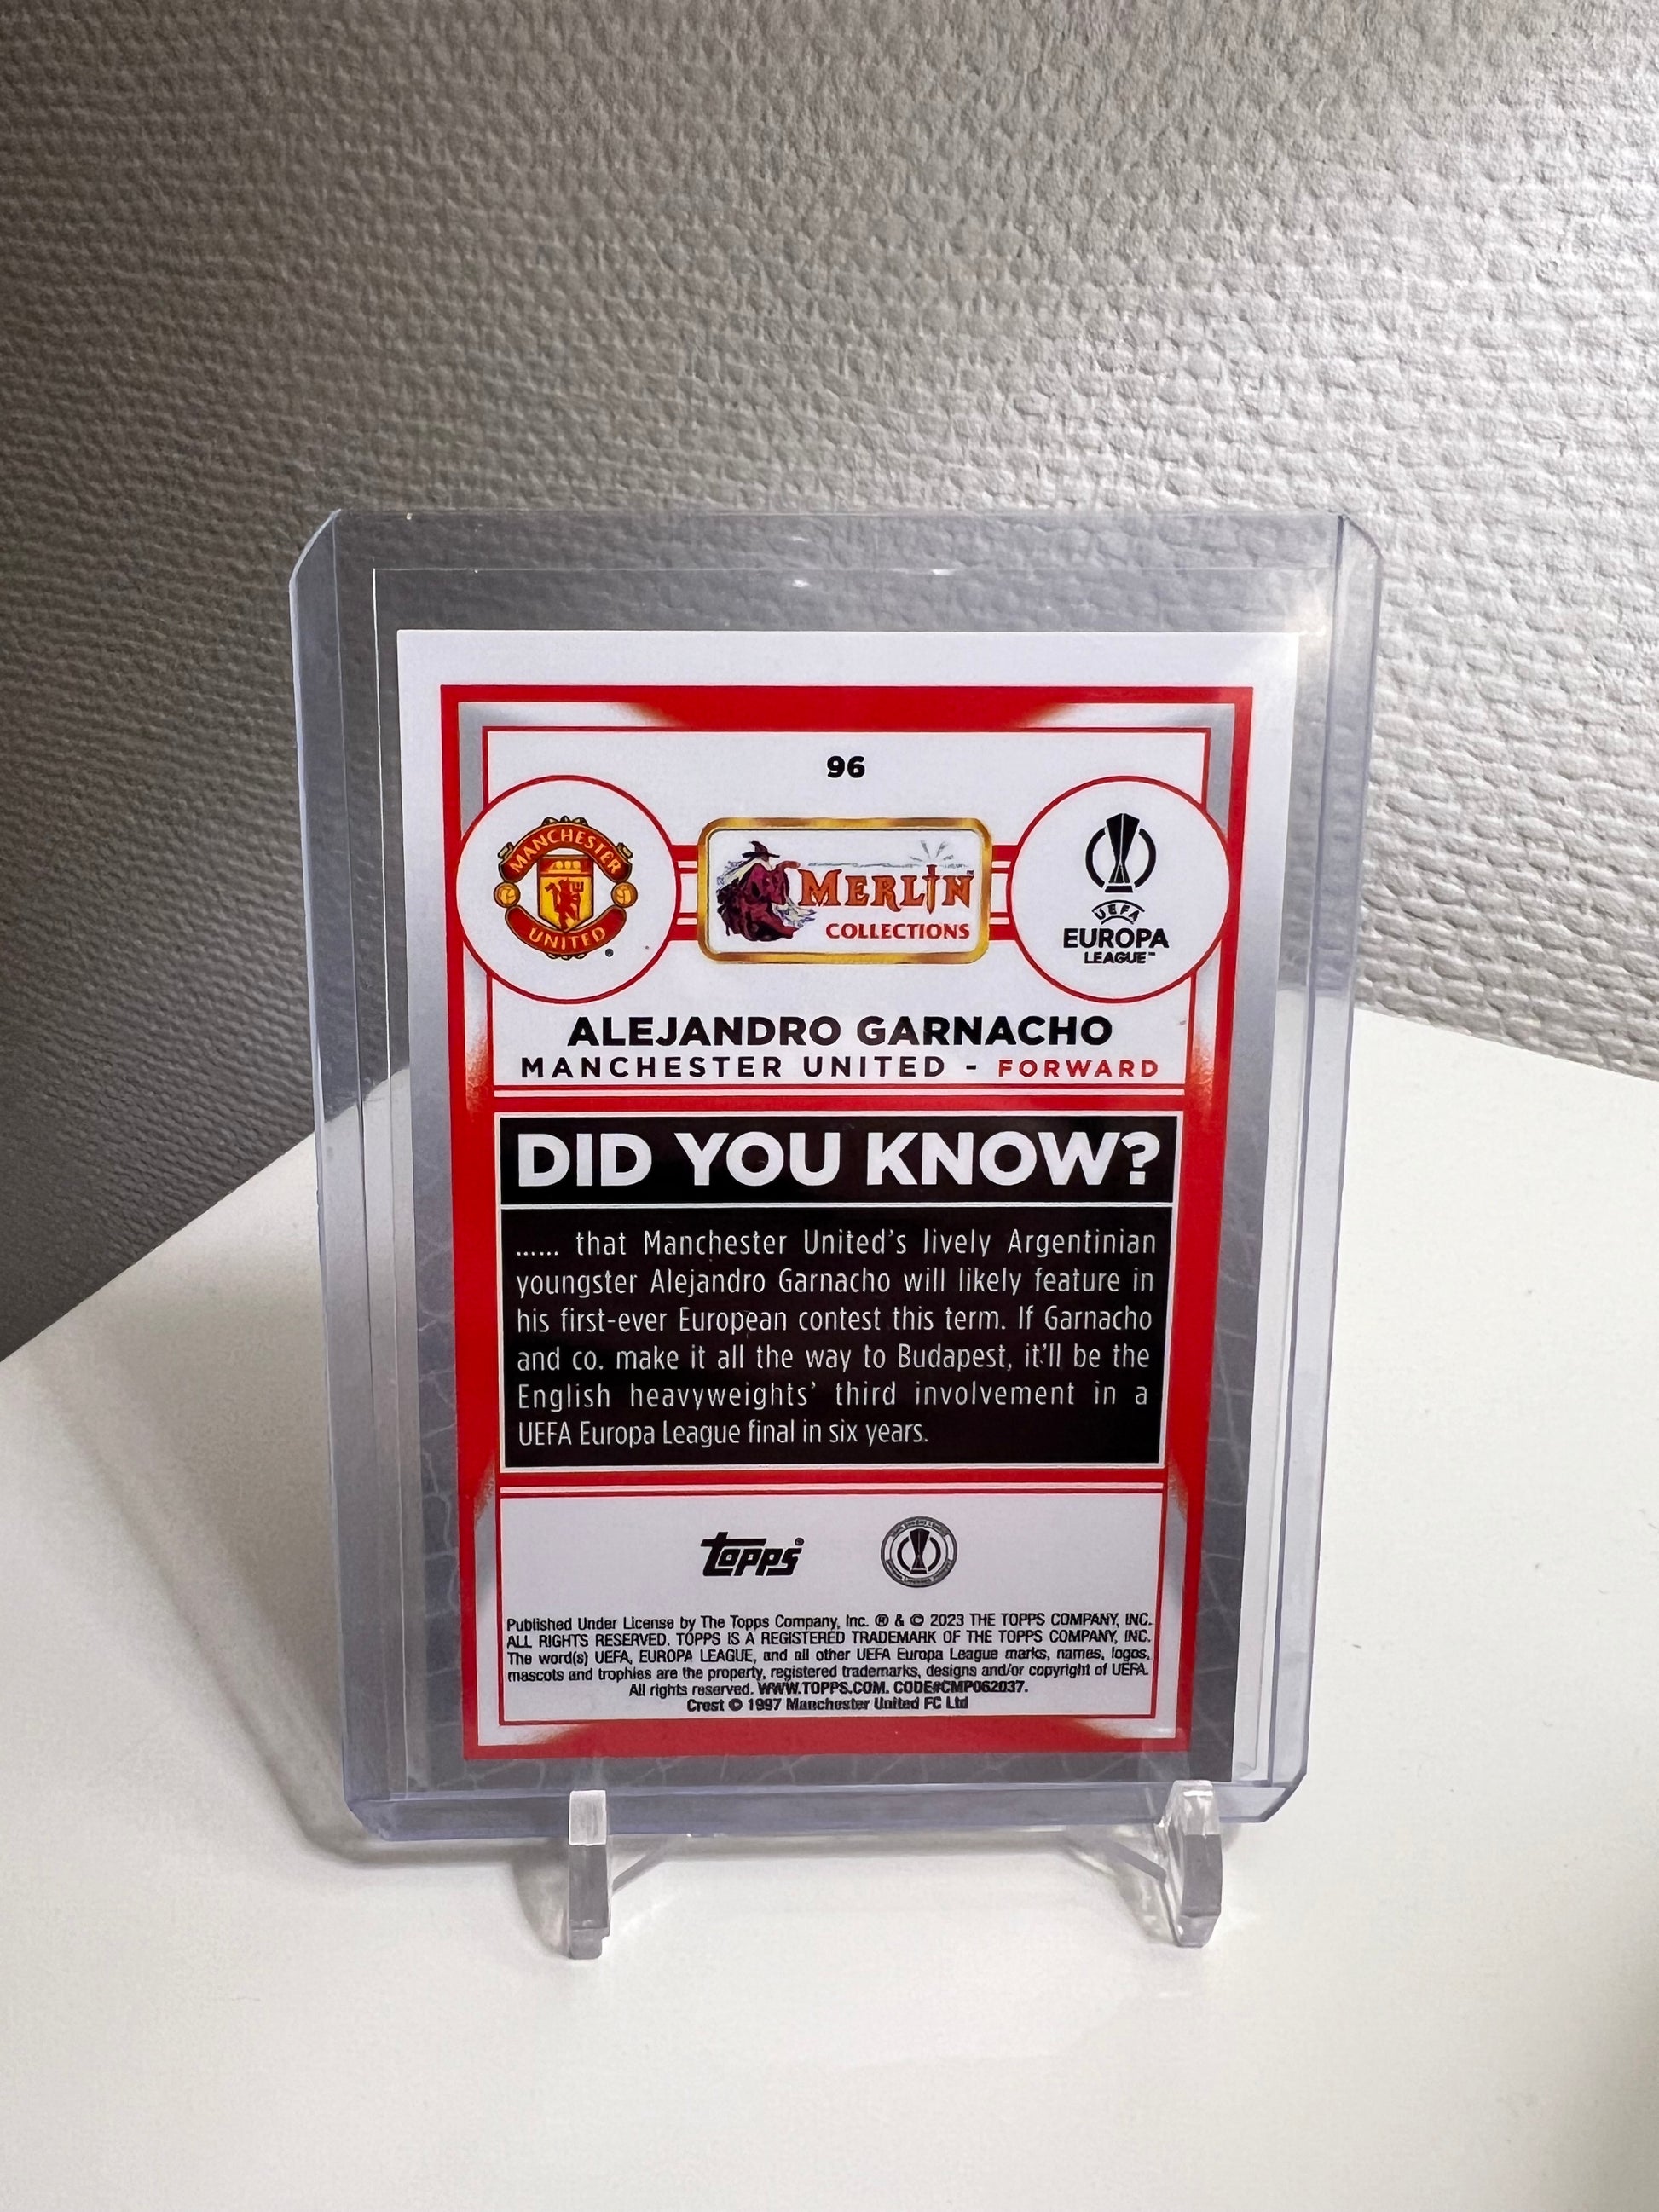 96
MANCHESTER
UNITED
®
MERLIN™
COLLECTIONS
UEFA
EUROPA
LEAGUE™
ALEJANDRO GARNACHO
MANCHESTER UNITED - FORWARD
DID YOU KNOW?
...... that Manchester United's lively Argentinian
youngster Alejandro Garnacho will likely feature in
his first-ever European contest this term. If Garnacho
and co. make it all the way to Budapest, it'll be the
English heavyweights' third involvement in a
UEFA Europa League final in six years.
topps®
Published Under License by The Topps Company, Inc. ® & © 2023 THE TOPPS COMPANY, INC.
ALL RIGHTS RESERVED. TOPPS IS A REGISTERED TRADEMARK OF THE TOPPS COMPANY, INC.
The word(s) UEFA, EUROPA LEAGUE, and all other UEFA Europa League marks, names, logos,
mascots and trophies are the property, registered trademarks, designs and/or copyright of UEFA.
All rights reserved. WWW.TOPPS.COM. CODE#CMP062037.
Crest © 1997 Manchester United FC Ltd